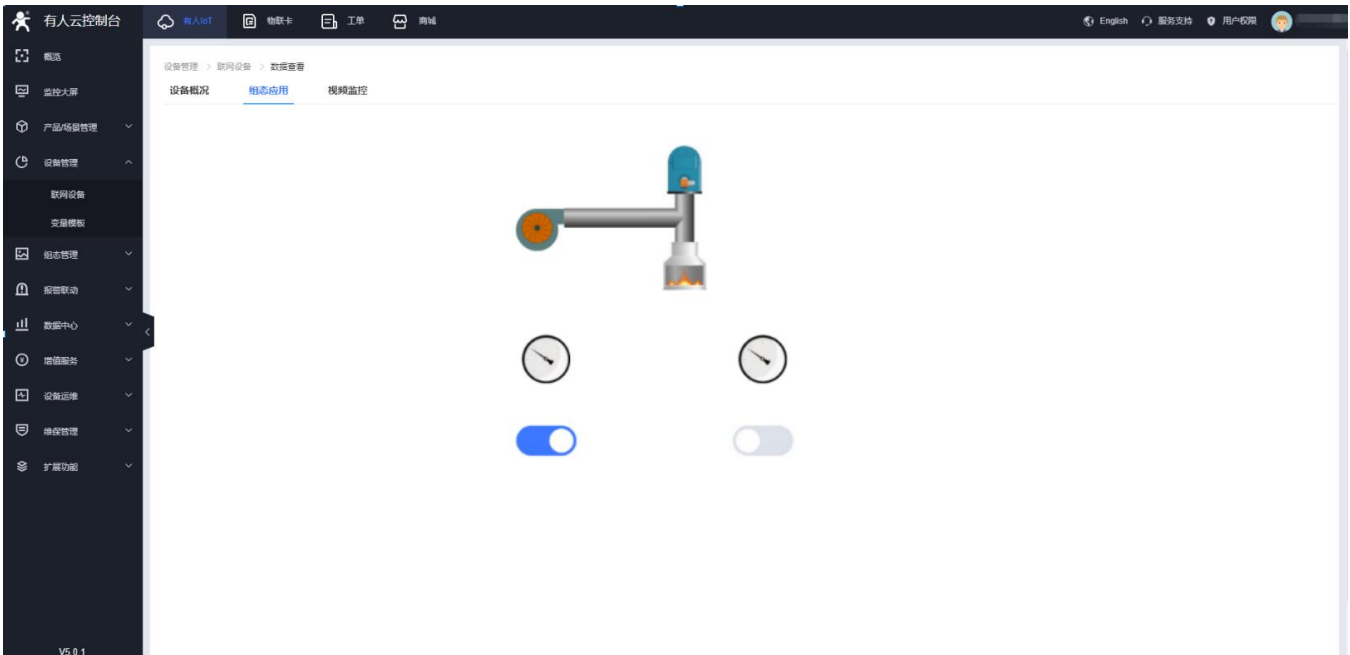 有人云控制台
有人IoT 物联卡 工单 商城
English 服务支持 用户权限
概览
监控大屏
产品/场景管理
设备管理
联网设备
变量模板
组态管理
报警联动
数据中心
增值服务
设备运维
维保管理
扩展功能
V5.0.1
设备管理 > 联网设备 > 数据查看
设备概况 组态应用 视频监控